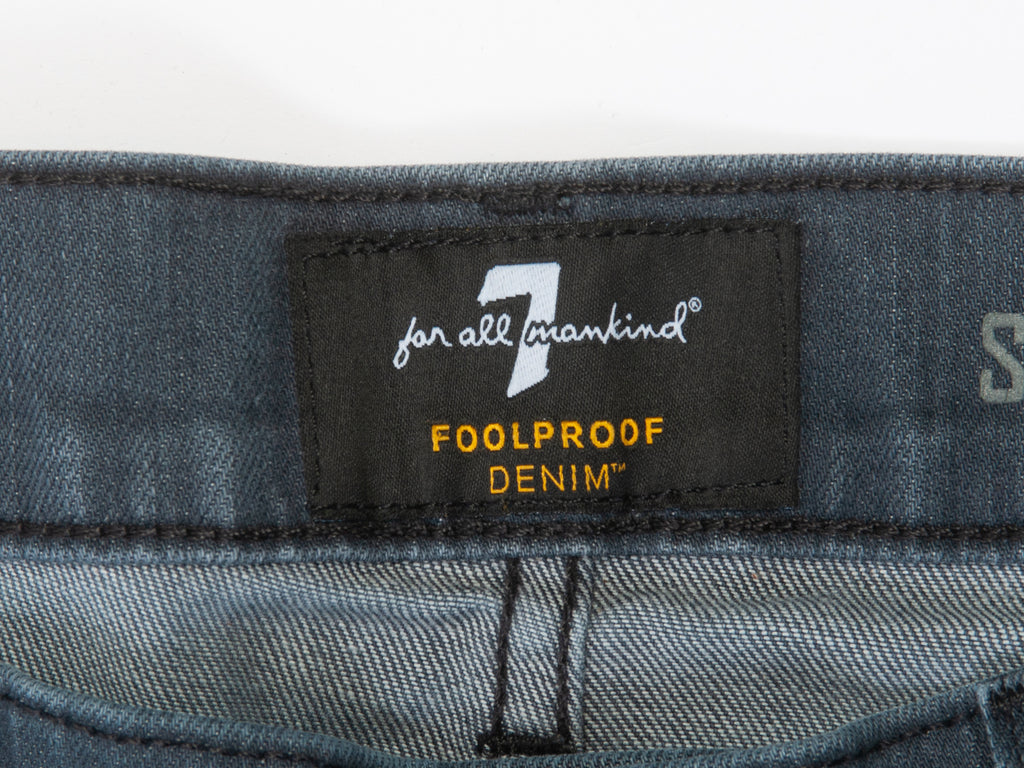 7
for all mankind®
FOOLPROOF
DENIM™
S